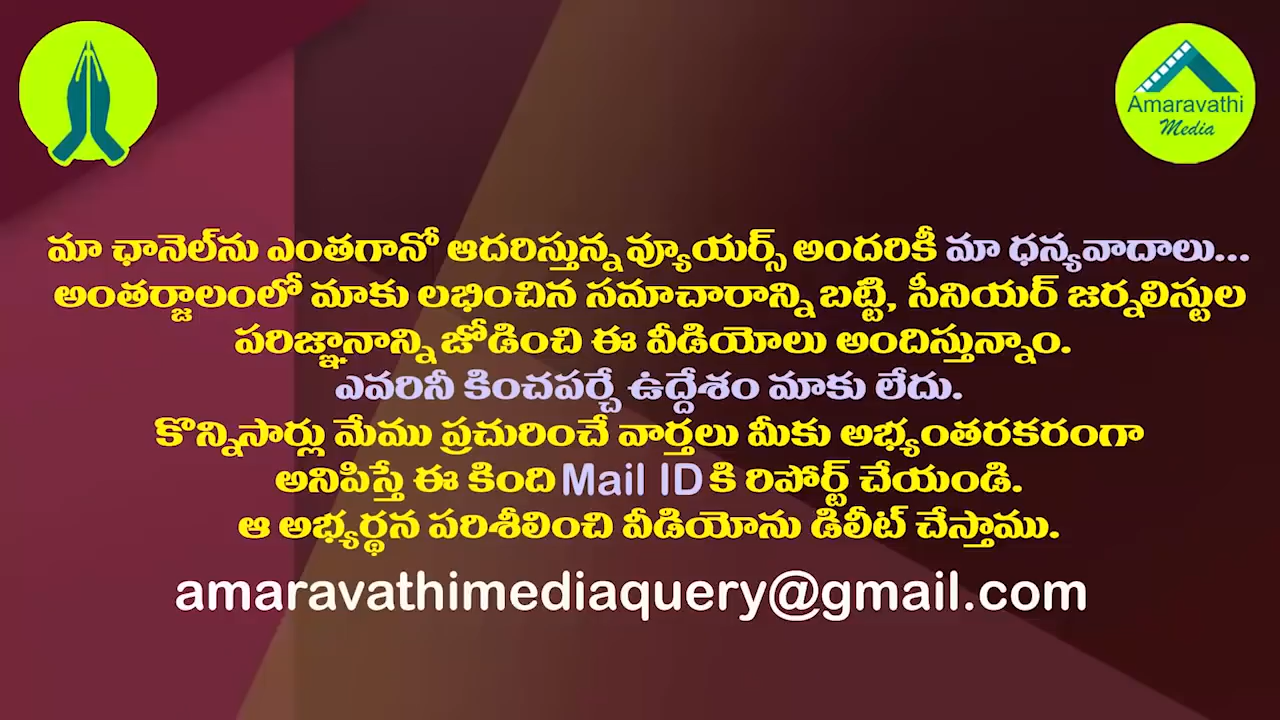 Amaravathi
Media
మా ఛానెల్‌ను ఎంతగానో ఆదరిస్తున్న వ్యూయర్స్ అందరికీ మా ధన్యవాదాలు...
అంతర్జాలంలో మాకు లభించిన సమాచారాన్ని బట్టి, సీనియర్ జర్నలిస్టుల
పరిజ్ఞానాన్ని జోడించి ఈ వీడియోలు అందిస్తున్నాం.
ఎవరినీ కించపర్చే ఉద్దేశం మాకు లేదు.
కొన్నిసార్లు మేము ప్రచురించే వార్తలు మీకు అభ్యంతరకరంగా
అనిపిస్తే ఈ కింది Mail ID కి రిపోర్ట్ చేయండి.
ఆ అభ్యర్థన పరిశీలించి వీడియోను డిలీట్ చేస్తాము.
amaravathimediaquery@gmail.com